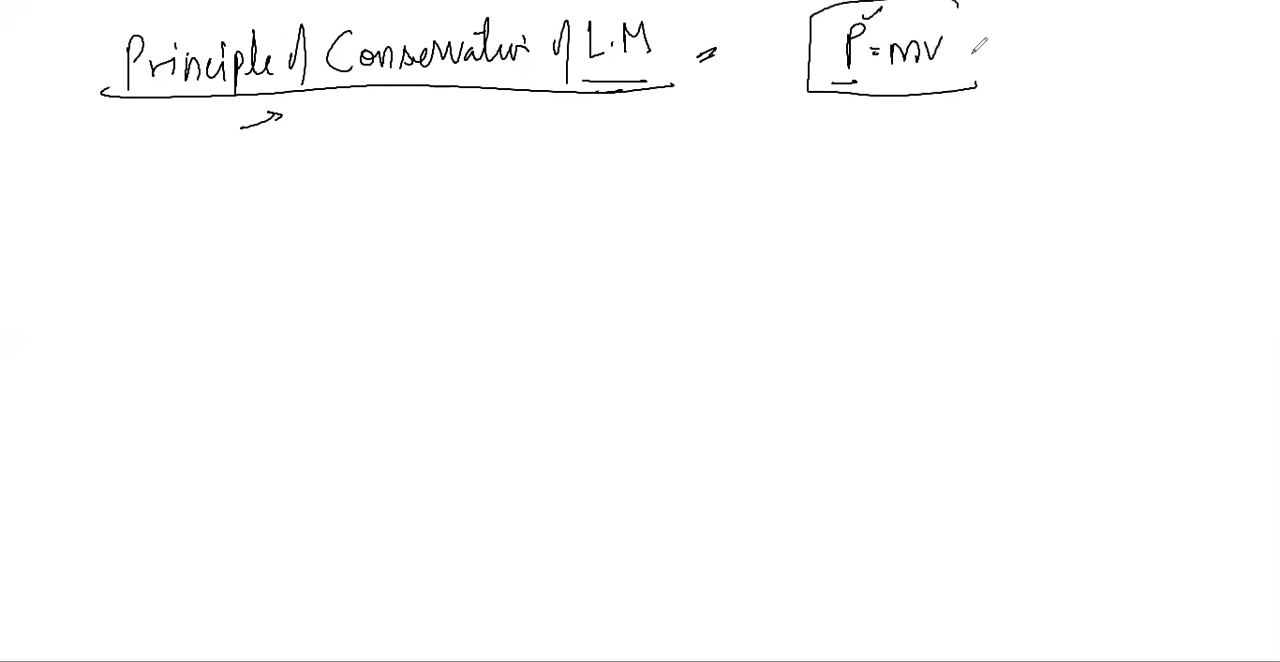 Principle of Conservation of L.M = P = mv